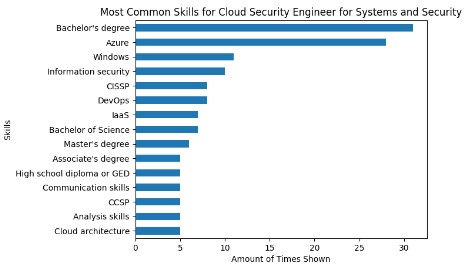 Most Common Skills for Cloud Security Engineer for Systems and Security
Bachelor's degree
Azure
Windows
Information security
CISSP
DevOps
IaaS
Bachelor of Science
Master's degree
Associate's degree
High school diploma or GED
Communication skills
CCSP
Analysis skills
Cloud architecture
Skills
0 5 10 15 20 25 30
Amount of Times Shown